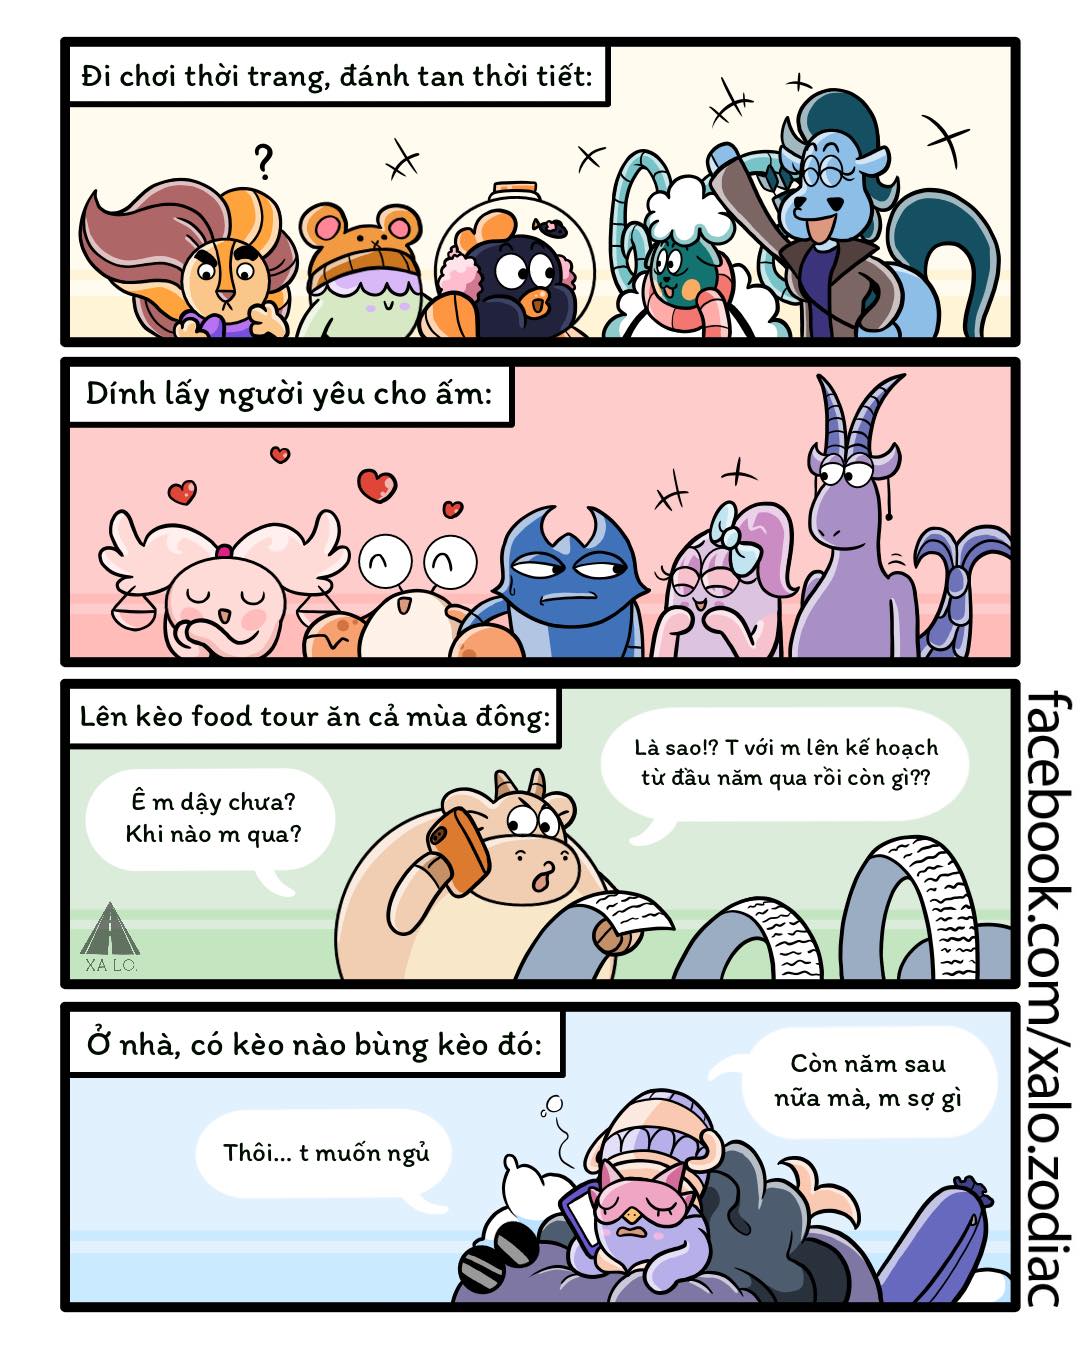 Đi chơi thời trang, đánh tan thời tiết:
?
Dính lấy người yêu cho ấm:
Lên kèo food tour ăn cả mùa đông:
Là sao!? T với m lên kế hoạch
từ đầu năm qua rồi còn gì??
Ê m dậy chưa?
Khi nào m qua?
XA LO.
Ở nhà, có kèo nào bùng kèo đó:
Còn năm sau
nữa mà, m sợ gì
Thôi... t muốn ngủ
facebook.com/xalo.zodiac